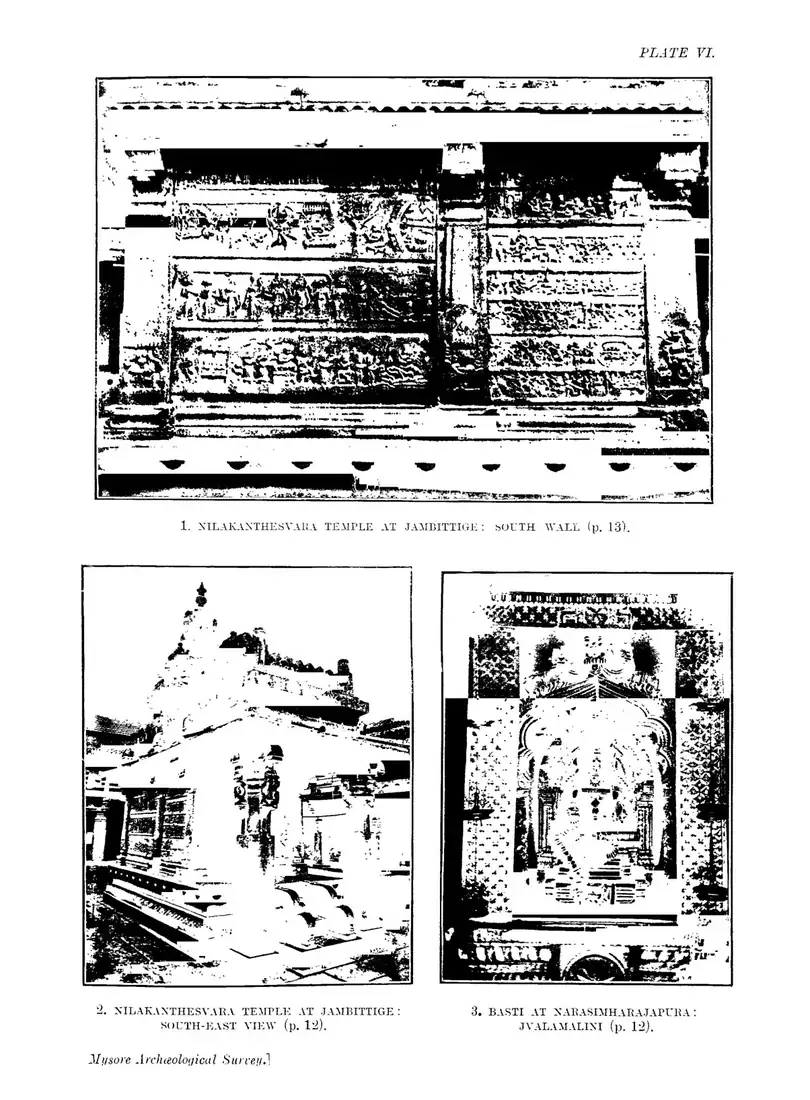 PLATE VI.
1. NILAKANTHESVARA TEMPLE AT JAMBITTIGE: SOUTH WALL (p. 13).
2. NILAKANTHESVARA TEMPLE AT JAMBITTIGE:
SOUTH-EAST VIEW (p. 12).
3. BASTI AT NARASIMHARAJAPURA:
JVALAMALINI (p. 12).
Mysore Archæological Survey.]